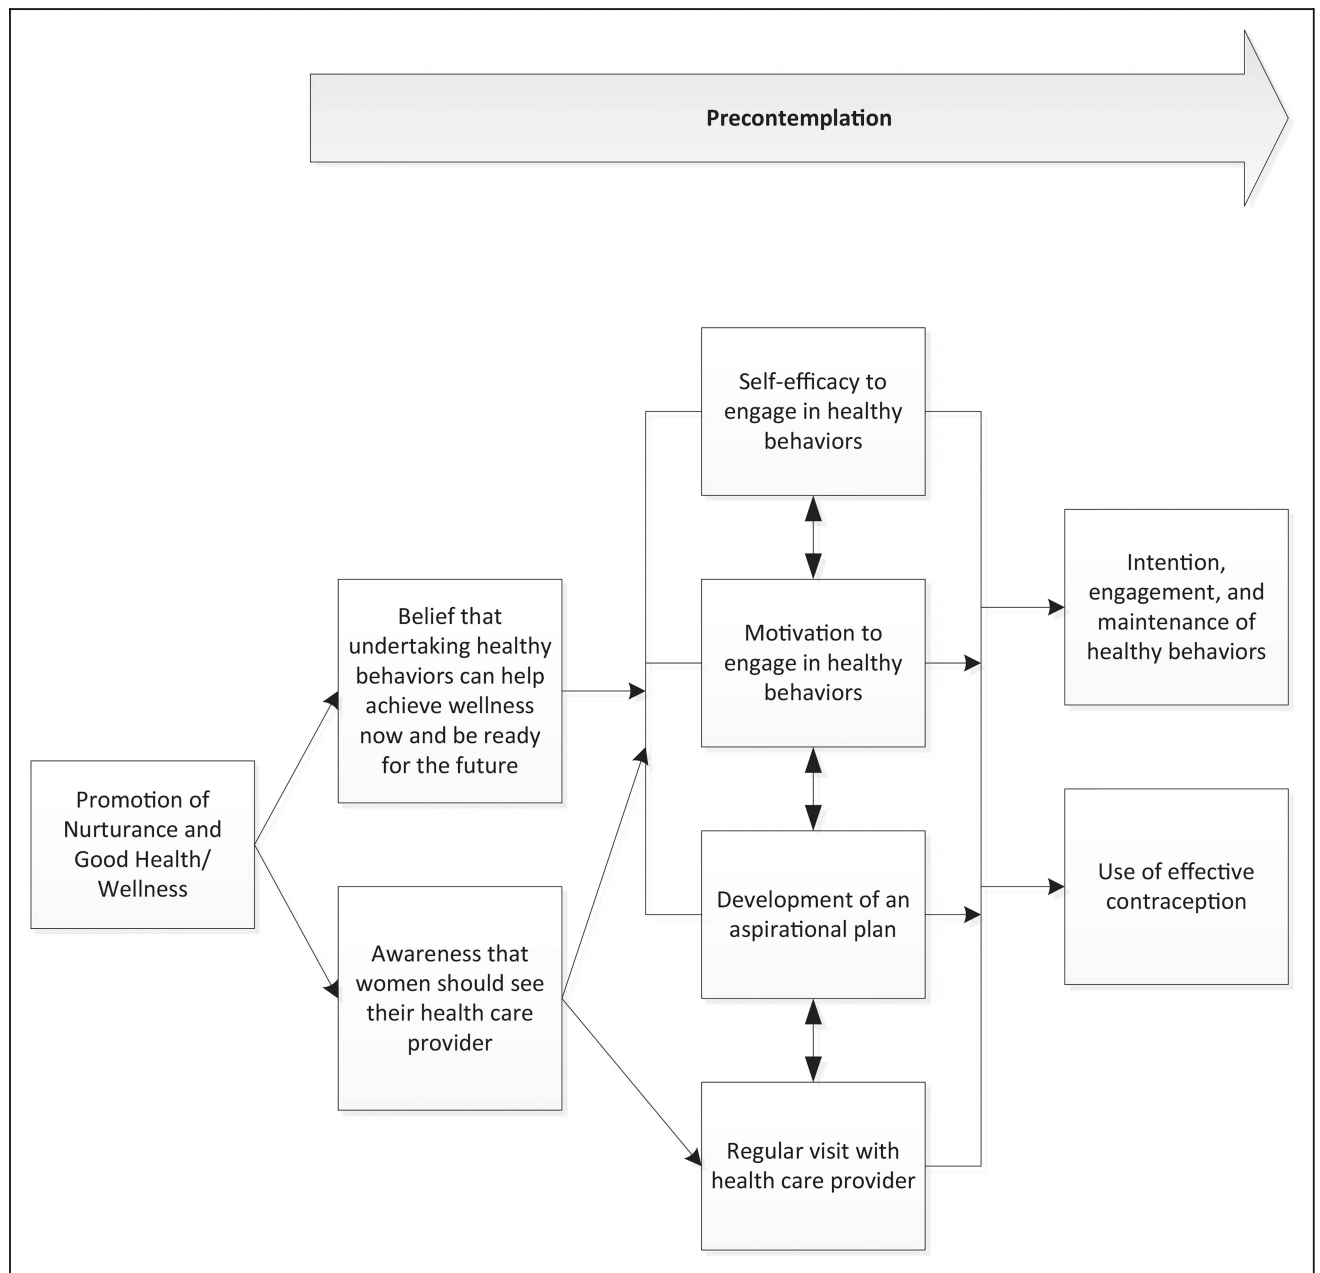 Precontemplation
Promotion of
Nurturance and
Good Health/
Wellness
Belief that
undertaking healthy
behaviors can help
achieve wellness
now and be ready
for the future
Awareness that
women should see
their health care
provider
Self-efficacy to
engage in healthy
behaviors
Motivation to
engage in healthy
behaviors
Development of an
aspirational plan
Regular visit with
health care provider
Intention,
engagement, and
maintenance of
healthy behaviors
Use of effective
contraception